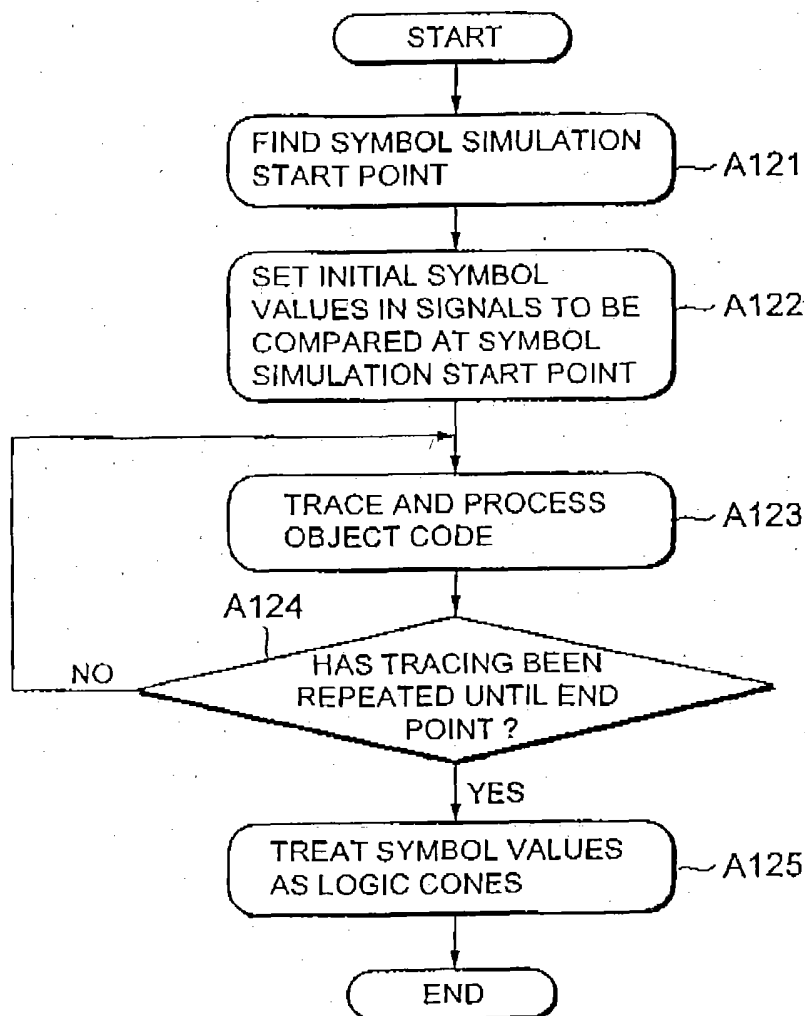 START
FIND SYMBOL SIMULATION
START POINT
A121
SET INITIAL SYMBOL
VALUES IN SIGNALS TO BE
COMPARED AT SYMBOL
SIMULATION START POINT
A122
TRACE AND PROCESS
OBJECT CODE
A123
A124
HAS TRACING BEEN
REPEATED UNTIL END
POINT ?
NO
YES
TREAT SYMBOL VALUES
AS LOGIC CONES
A125
END